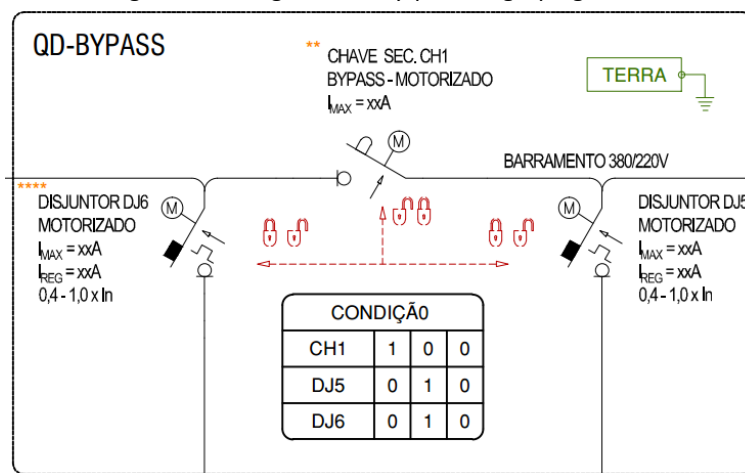 QD-BYPASS
** CHAVE SEC. CH1
BYPASS - MOTORIZADO
IMAX = xxA
M
TERRA
BARRAMENTO 380/220V
****
DISJUNTOR DJ6
MOTORIZADO
IMAX = xxA
IREG = xxA
0,4 - 1,0 x In
M
M
DISJUNTOR DJ5
MOTORIZADO
IMAX = xxA
IREG = xxA
0,4 - 1,0 x In
CONDIÇÃ0
CH1 1 0 0
DJ5 0 1 0
DJ6 0 1 0